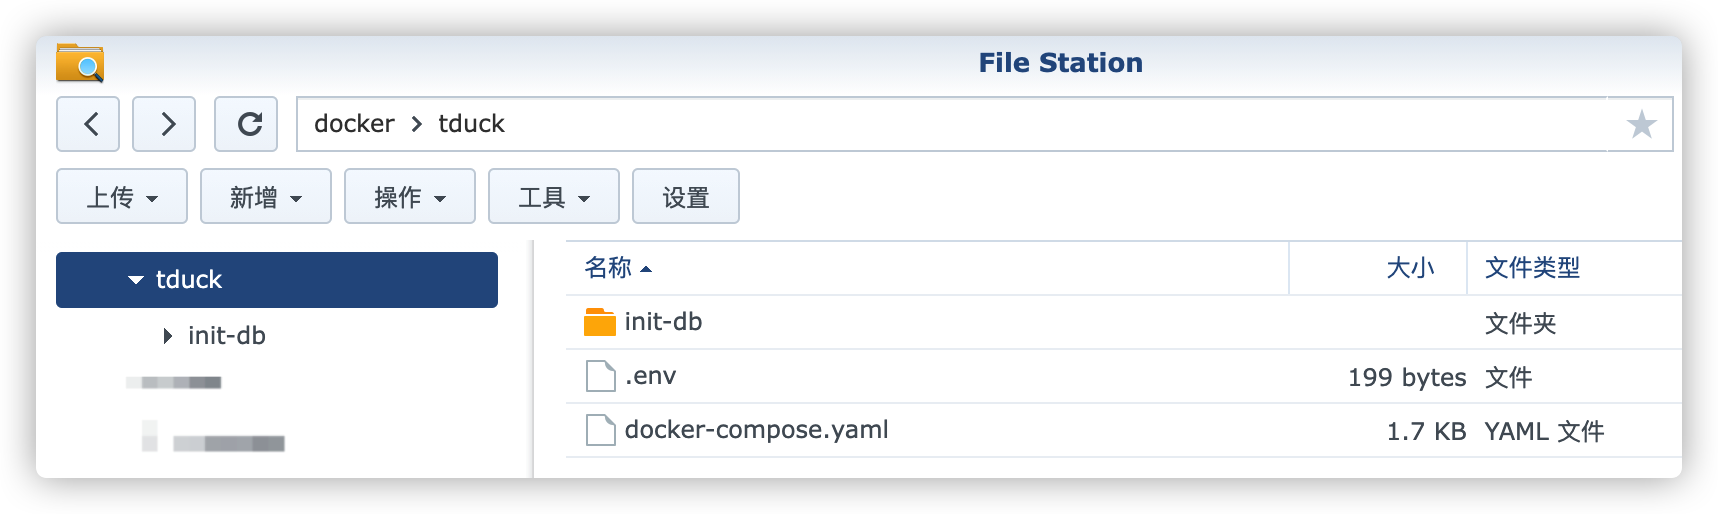 File Station
docker > tduck
上传 新增 操作 工具 设置
tduck
init-db
名称 大小 文件类型
init-db 文件夹
.env 199 bytes 文件
docker-compose.yaml 1.7 KB YAML 文件